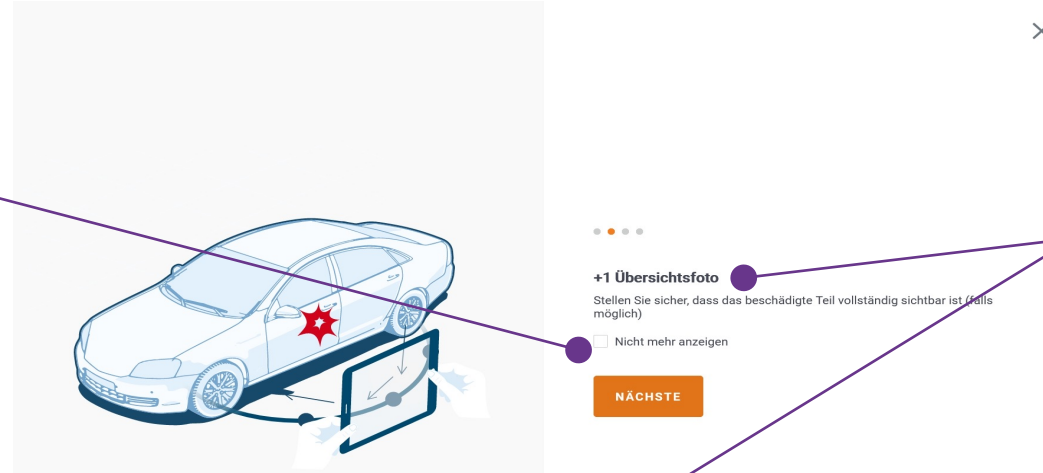 +1 Übersichtsfoto
Stellen Sie sicher, dass das beschädigte Teil vollständig sichtbar ist (falls
möglich)
Nicht mehr anzeigen
NÄCHSTE